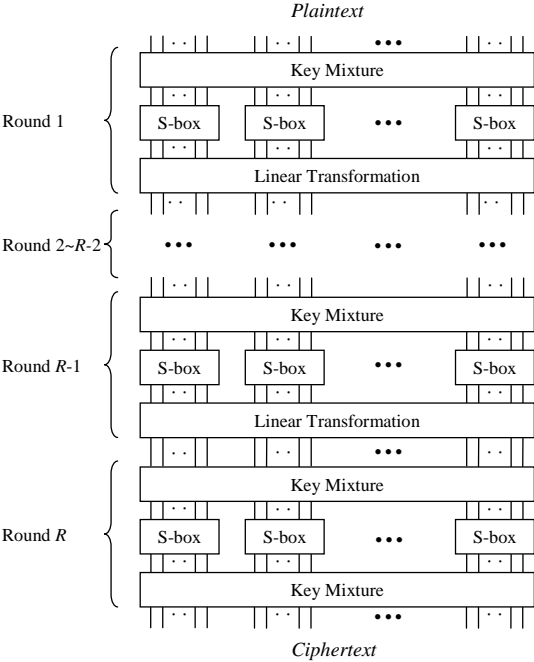 Plaintext
Key Mixture
Round 1
S-box S-box S-box
Linear Transformation
Round 2~R-2
Key Mixture
Round R-1
S-box S-box S-box
Linear Transformation
Key Mixture
Round R
S-box S-box S-box
Key Mixture
Ciphertext